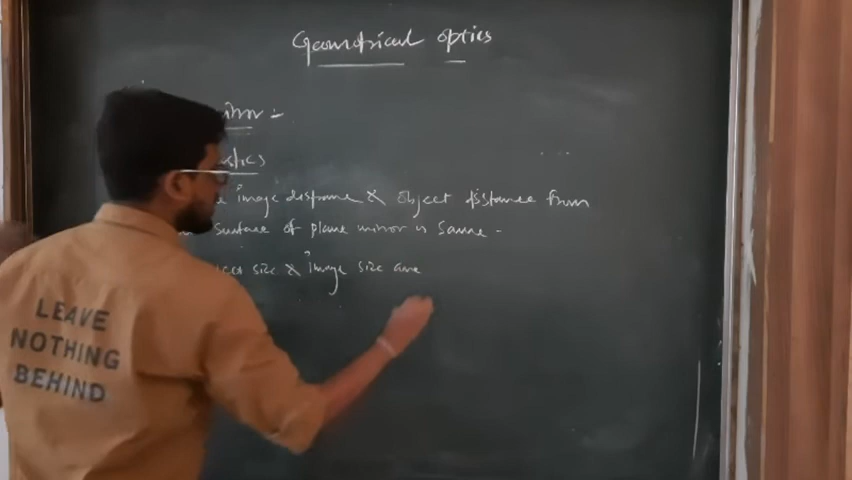 Geometrical optics
image distance & object distance from
surface of plane mirror is same -
size & image size are
LEAVE
NOTHING
BEHIND